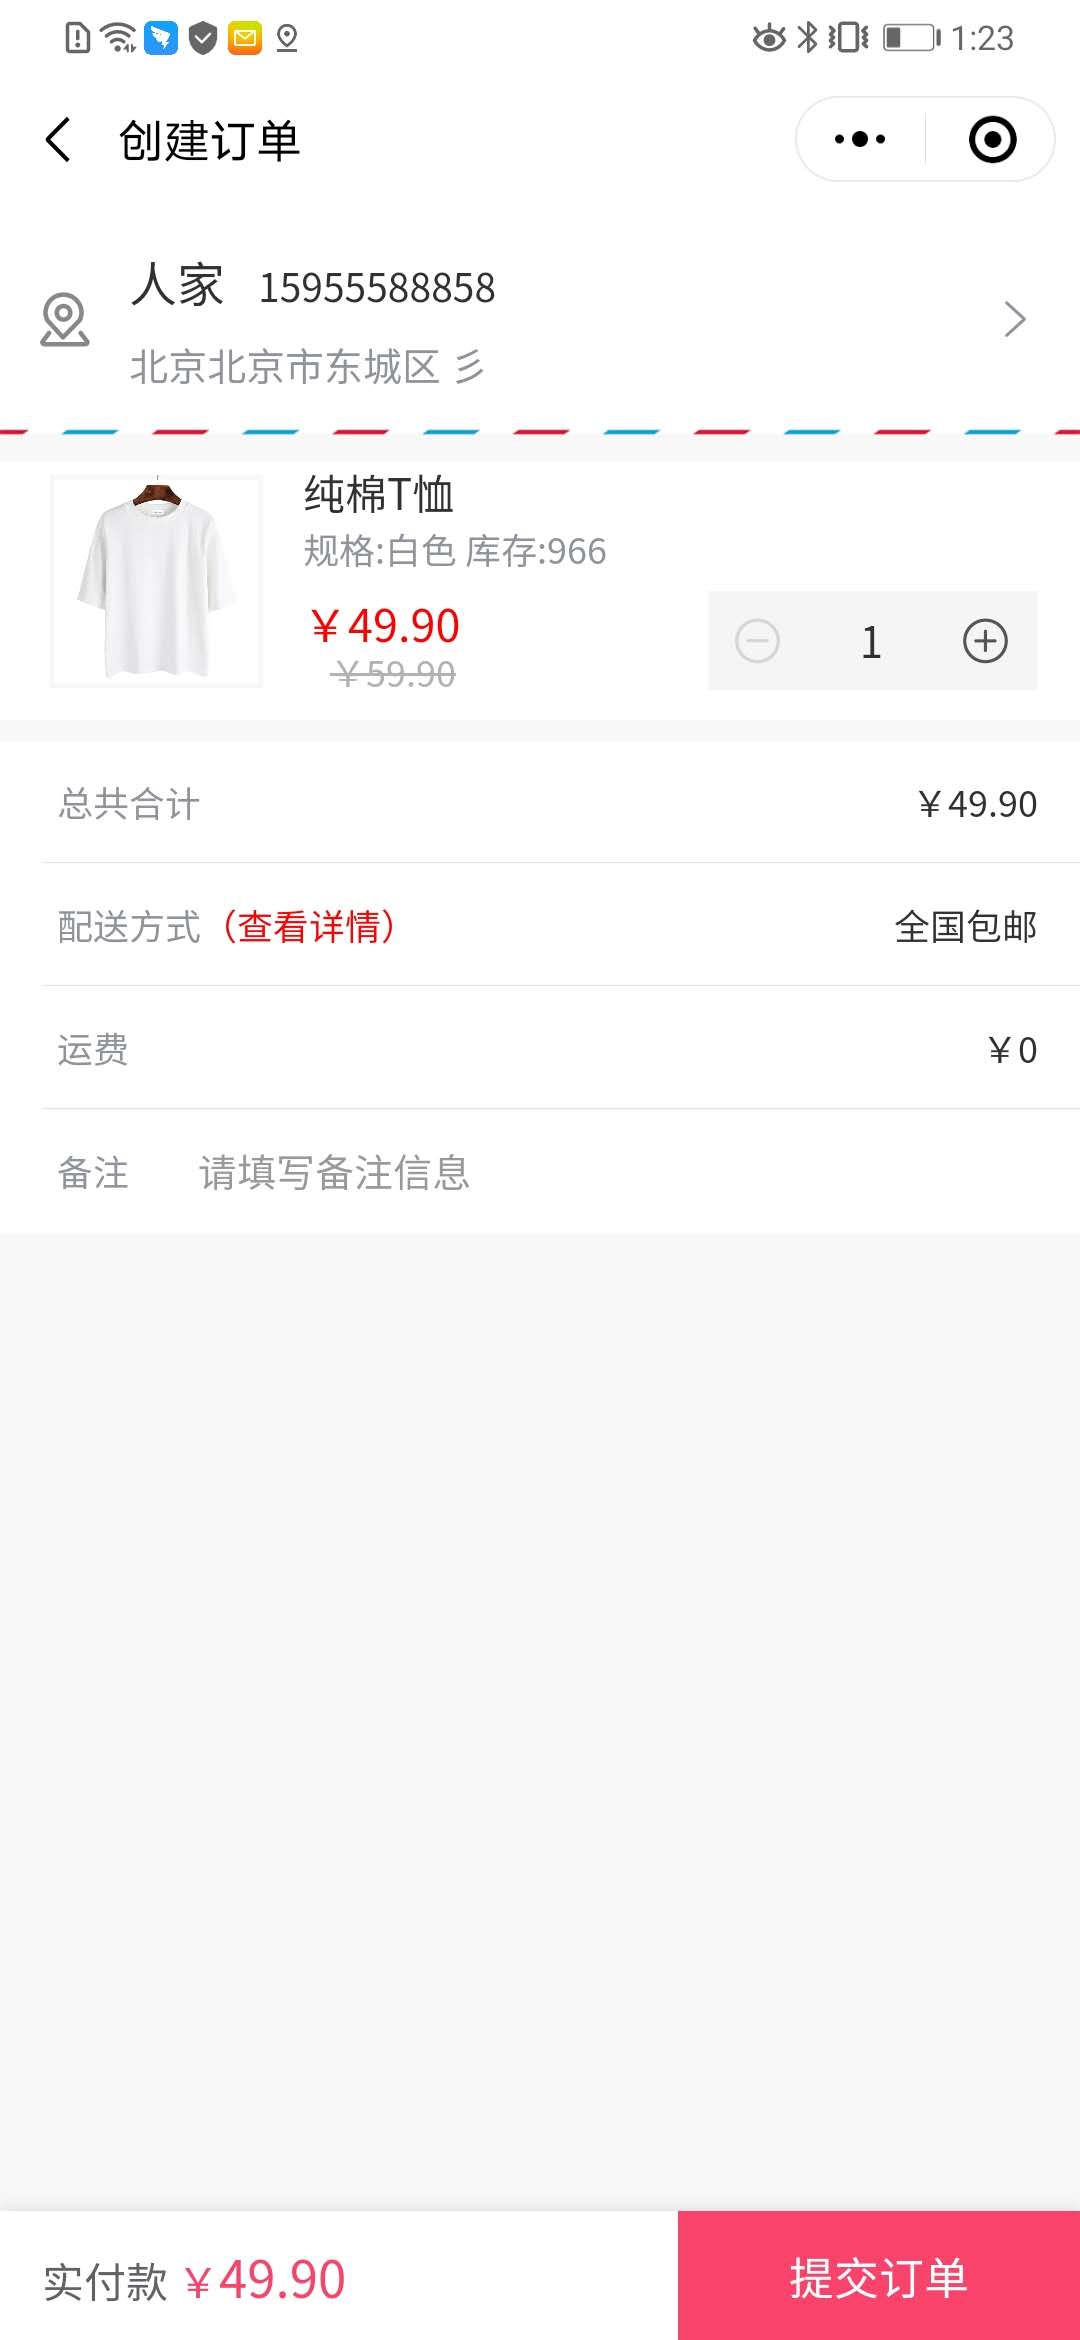 1:23
创建订单
人家 15955588858
北京北京市东城区 彡
纯棉T恤
规格:白色 库存:966
￥49.90
￥59.90
1
总共合计 ￥49.90
配送方式（查看详情） 全国包邮
运费 ￥0
备注 请填写备注信息
实付款 ￥49.90 提交订单